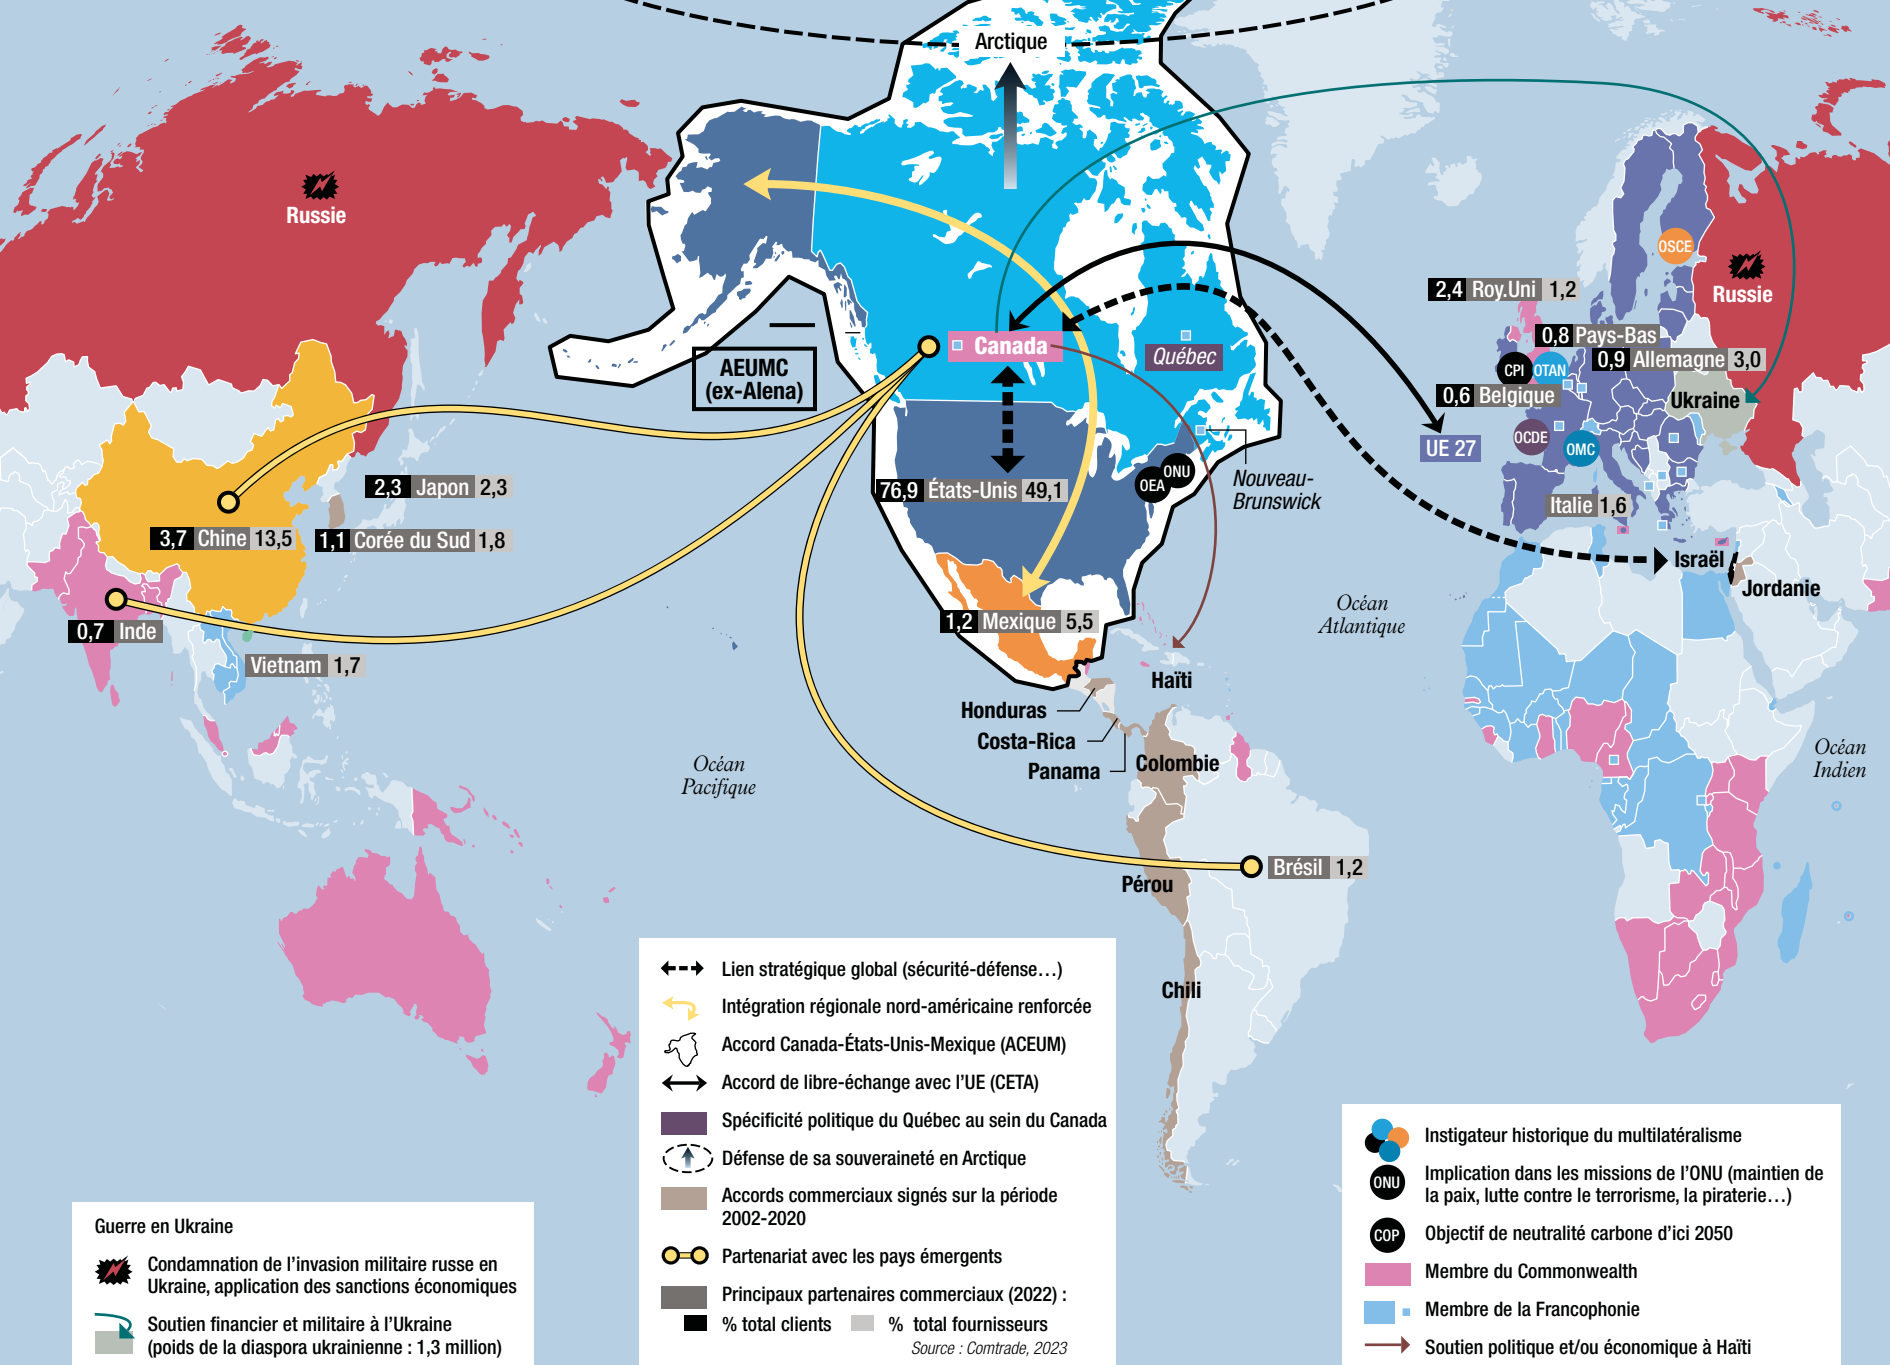 Arctique
Russie
OSCE
Russie
2,4 Roy.Uni 1,2
0,8 Pays-Bas
0,9 Allemagne 3,0
CPI
OTAN
0,6 Belgique
Ukraine
UE 27
OCDE
OMC
Italie 1,6
Israël
Jordanie
Canada
Québec
AEUMC
(ex-Alena)
76,9 États-Unis 49,1
ONU
OEA
Nouveau-
Brunswick
2,3 Japon 2,3
3,7 Chine 13,5
1,1 Corée du Sud 1,8
0,7 Inde
Vietnam 1,7
1,2 Mexique 5,5
Océan
Atlantique
Haïti
Honduras
Costa-Rica
Panama
Colombie
Océan
Pacifique
Océan
Indien
Brésil 1,2
Pérou
Chili
Guerre en Ukraine
Condamnation de l'invasion militaire russe en
Ukraine, application des sanctions économiques
Soutien financier et militaire à l'Ukraine
(poids de la diaspora ukrainienne : 1,3 million)
Lien stratégique global (sécurité-défense…)
Intégration régionale nord-américaine renforcée
Accord Canada-États-Unis-Mexique (ACEUM)
Accord de libre-échange avec l'UE (CETA)
Spécificité politique du Québec au sein du Canada
Défense de sa souveraineté en Arctique
Accords commerciaux signés sur la période
2002-2020
Partenariat avec les pays émergents
Principaux partenaires commerciaux (2022) :
% total clients % total fournisseurs
Source : Comtrade, 2023
Instigateur historique du multilatéralisme
ONU
Implication dans les missions de l'ONU (maintien de
la paix, lutte contre le terrorisme, la piraterie…)
COP
Objectif de neutralité carbone d'ici 2050
Membre du Commonwealth
Membre de la Francophonie
Soutien politique et/ou économique à Haïti